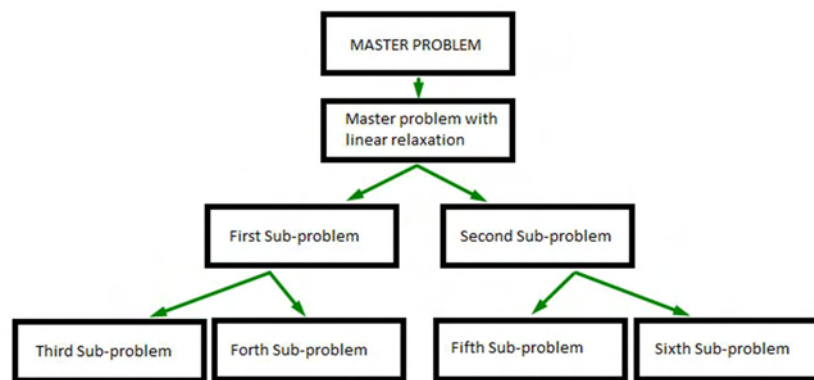 MASTER PROBLEM
Master problem with
linear relaxation
First Sub-problem
Second Sub-problem
Third Sub-problem
Forth Sub-problem
Fifth Sub-problem
Sixth Sub-problem